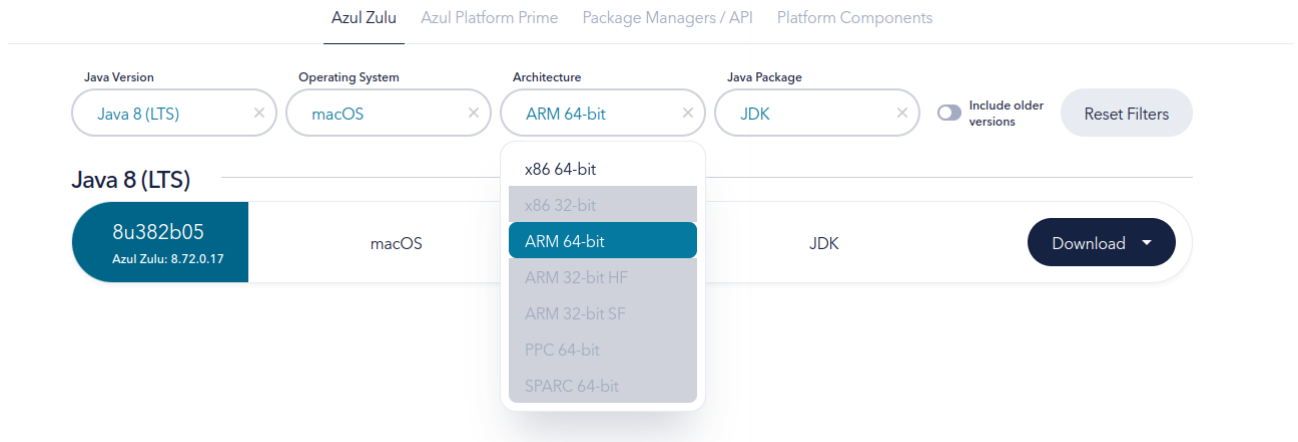 Azul Zulu Azul Platform Prime Package Managers / API Platform Components
Java Version Operating System Architecture Java Package
Java 8 (LTS) × macOS × ARM 64-bit × JDK × Include older versions Reset Filters
x86 64-bit
Java 8 (LTS)
x86 32-bit
8u382b05
Azul Zulu: 8.72.0.17
macOS
ARM 64-bit
JDK
Download
ARM 32-bit HF
ARM 32-bit SF
PPC 64-bit
SPARC 64-bit